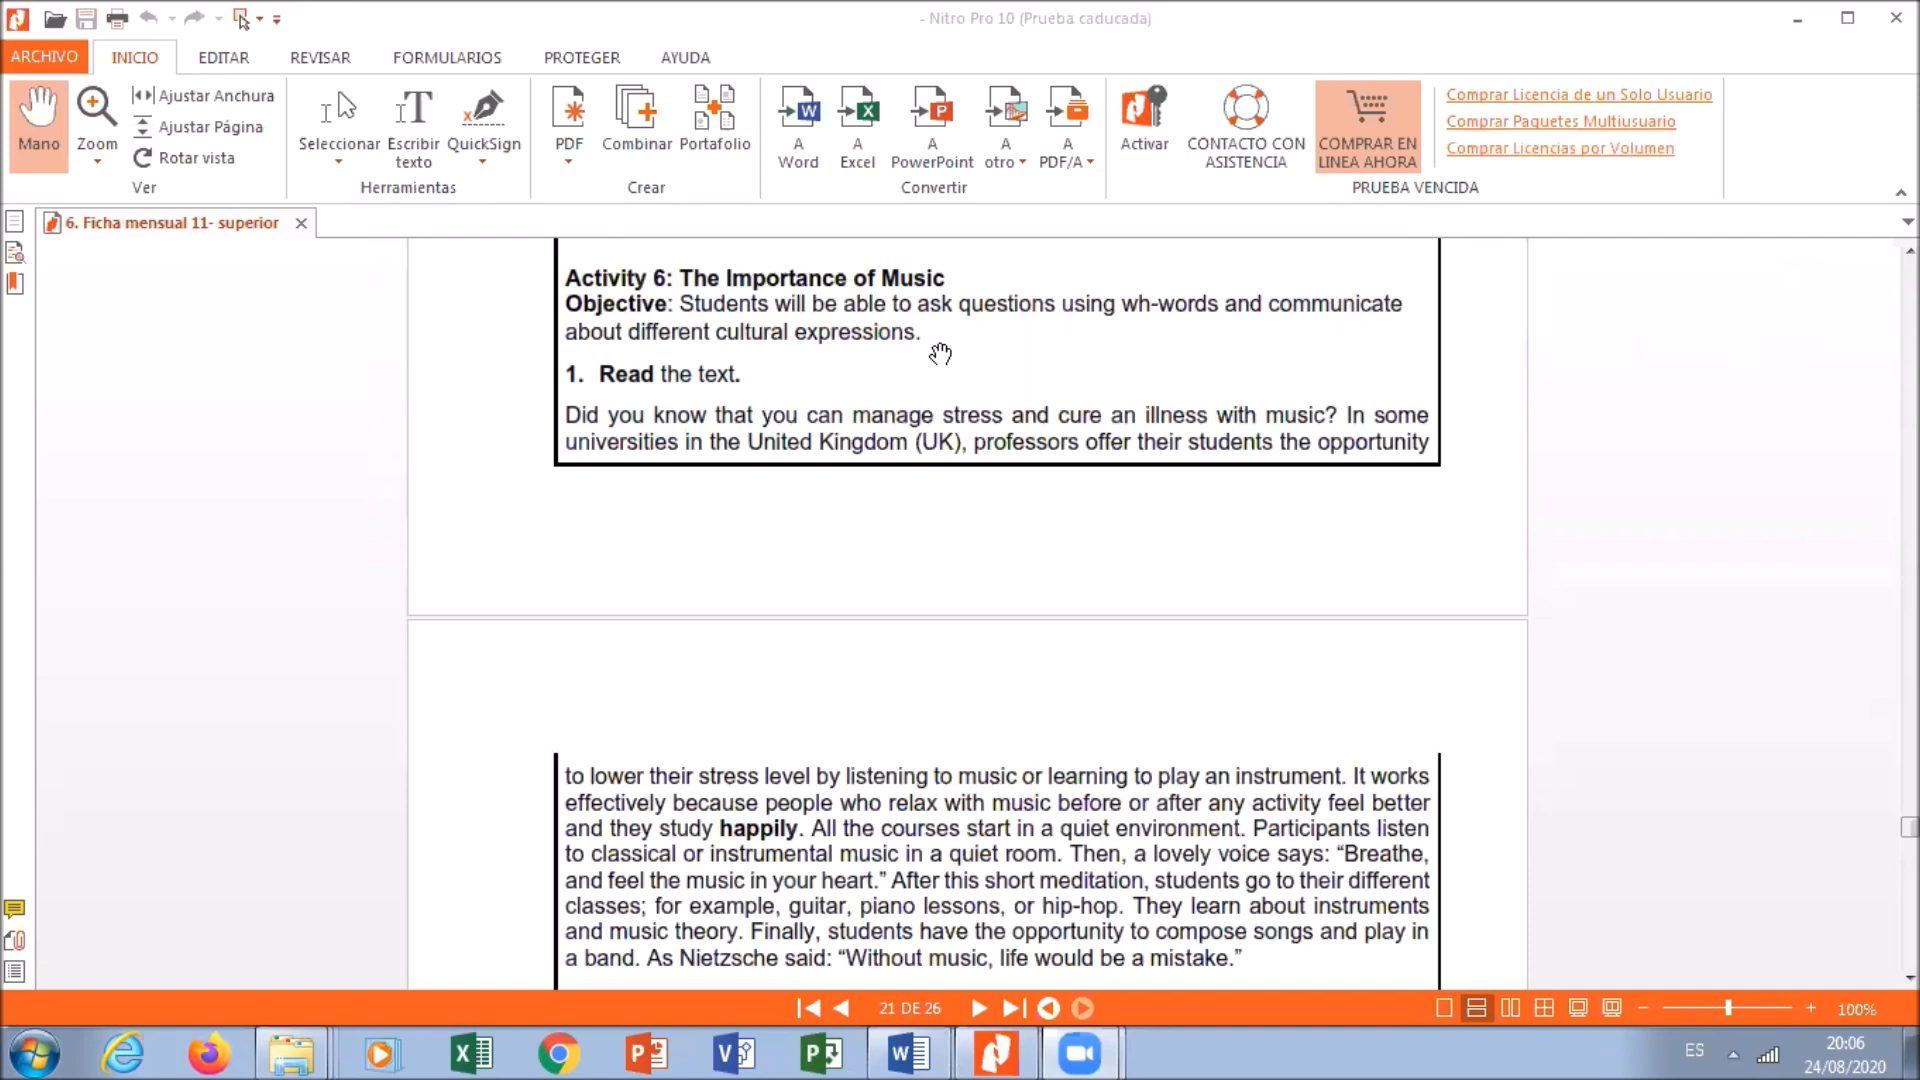 - Nitro Pro 10 (Prueba caducada)
ARCHIVO INICIO EDITAR REVISAR FORMULARIOS PROTEGER AYUDA
Mano
Zoom
Ajustar Anchura
Ajustar Página
Rotar vista
Ver
Seleccionar
Escribir texto
QuickSign
Herramientas
PDF
Combinar
Portafolio
Crear
A Word
A Excel
A PowerPoint
A otro
A PDF/A
Convertir
Activar
CONTACTO CON ASISTENCIA
COMPRAR EN LINEA AHORA
Comprar Licencia de un Solo Usuario
Comprar Paquetes Multiusuario
Comprar Licencias por Volumen
PRUEBA VENCIDA
6. Ficha mensual 11- superior
Activity 6: The Importance of Music
Objective: Students will be able to ask questions using wh-words and communicate
about different cultural expressions.
1. Read the text.
Did you know that you can manage stress and cure an illness with music? In some
universities in the United Kingdom (UK), professors offer their students the opportunity
to lower their stress level by listening to music or learning to play an instrument. It works
effectively because people who relax with music before or after any activity feel better
and they study happily. All the courses start in a quiet environment. Participants listen
to classical or instrumental music in a quiet room. Then, a lovely voice says: “Breathe,
and feel the music in your heart.” After this short meditation, students go to their different
classes; for example, guitar, piano lessons, or hip-hop. They learn about instruments
and music theory. Finally, students have the opportunity to compose songs and play in
a band. As Nietzsche said: “Without music, life would be a mistake.”
21 DE 26
100%
ES
20:06
24/08/2020